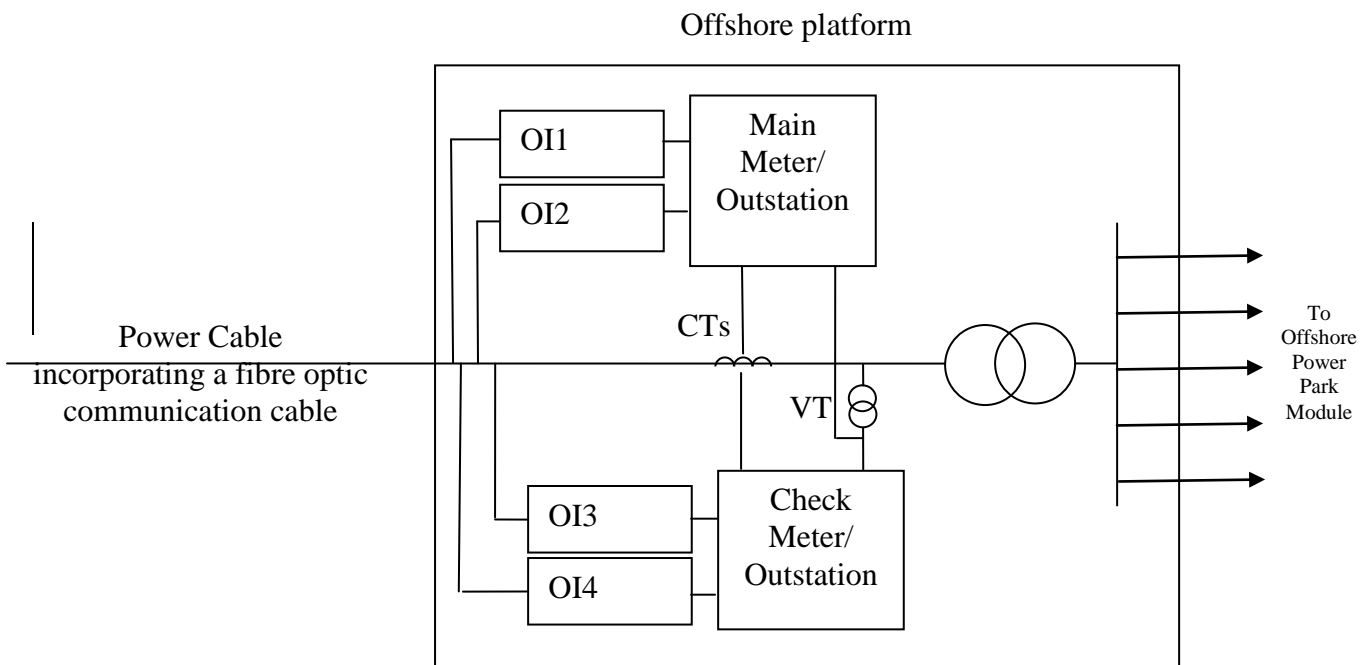 Offshore platform
OI1
OI2
Main
Meter/
Outstation
CTs
Power Cable
incorporating a fibre optic
communication cable
VT
To
Offshore
Power
Park
Module
OI3
OI4
Check
Meter/
Outstation